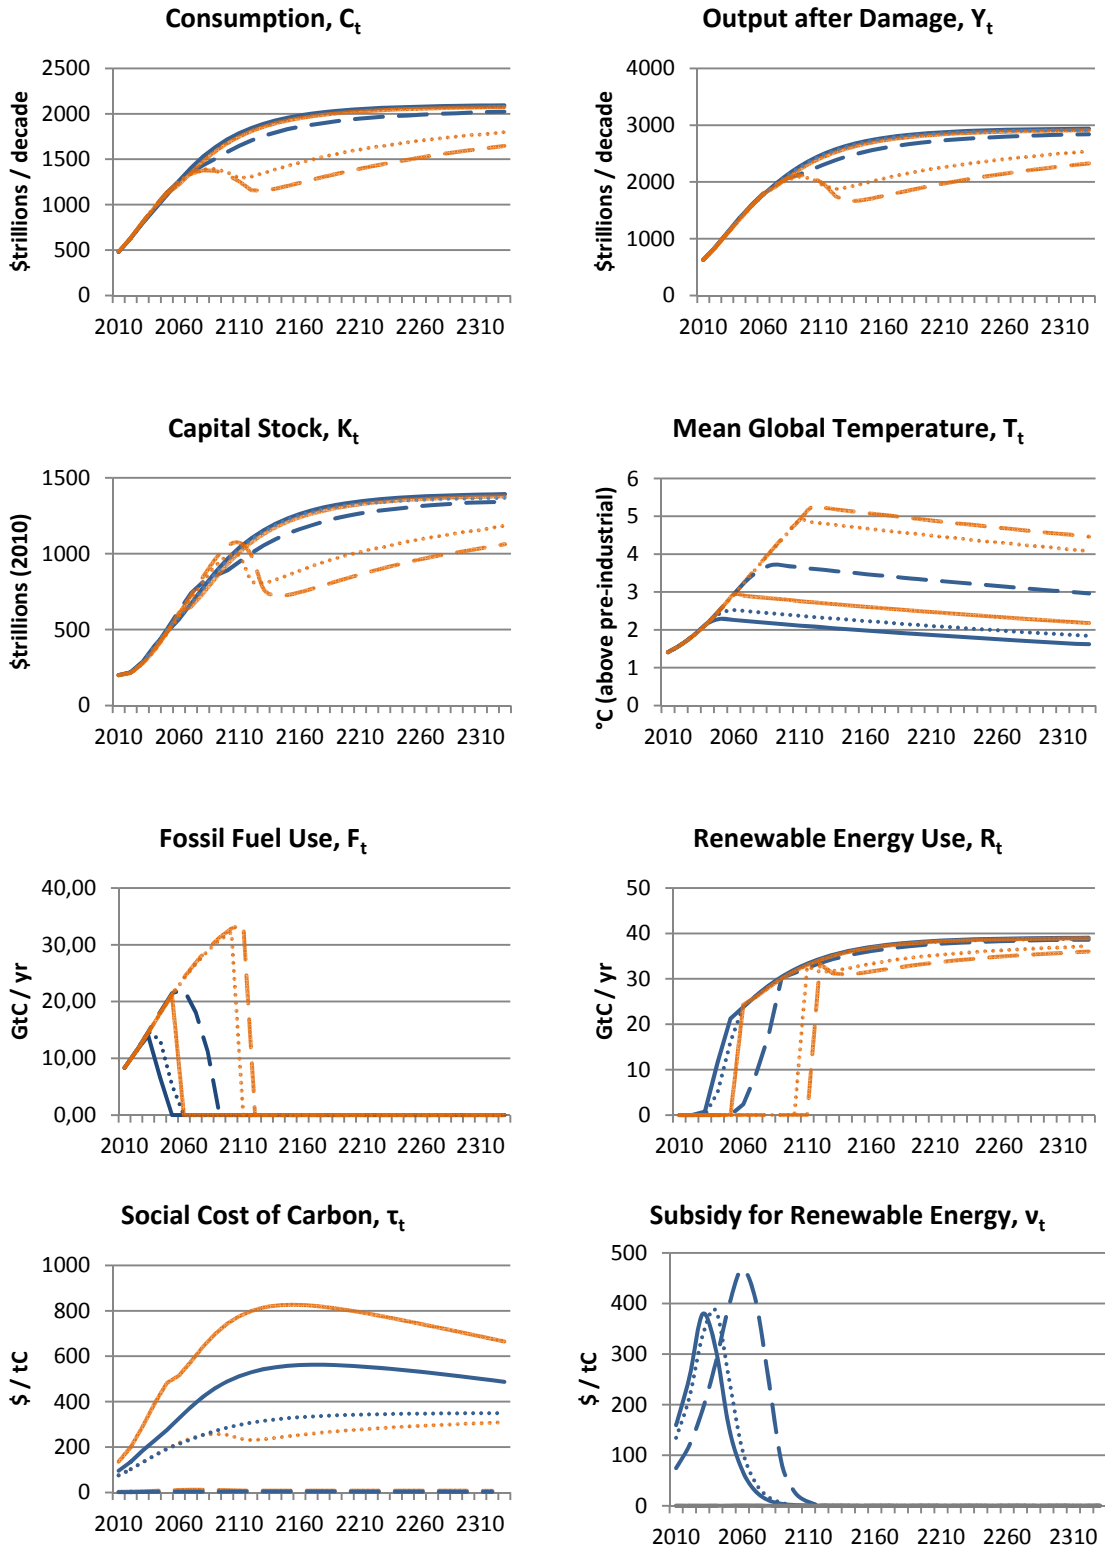 Consumption, Cₜ
$trillions / decade
2500
2000
1500
1000
500
0
2010 2060 2110 2160 2210 2260 2310
Output after Damage, Yₜ
$trillions / decade
4000
3000
2000
1000
0
2010 2060 2110 2160 2210 2260 2310
Capital Stock, Kₜ
$trillions (2010)
1500
1000
500
0
2010 2060 2110 2160 2210 2260 2310
Mean Global Temperature, Tₜ
°C (above pre-industrial)
6
5
4
3
2
1
0
2010 2060 2110 2160 2210 2260 2310
Fossil Fuel Use, Fₜ
GtC / yr
40,00
30,00
20,00
10,00
0,00
2010 2060 2110 2160 2210 2260 2310
Renewable Energy Use, Rₜ
GtC / yr
50
40
30
20
10
0
2010 2060 2110 2160 2210 2260 2310
Social Cost of Carbon, τₜ
$ / tC
1000
800
600
400
200
0
2010 2060 2110 2160 2210 2260 2310
Subsidy for Renewable Energy, νₜ
$ / tC
500
400
300
200
100
0
2010 2060 2110 2160 2210 2260 2310